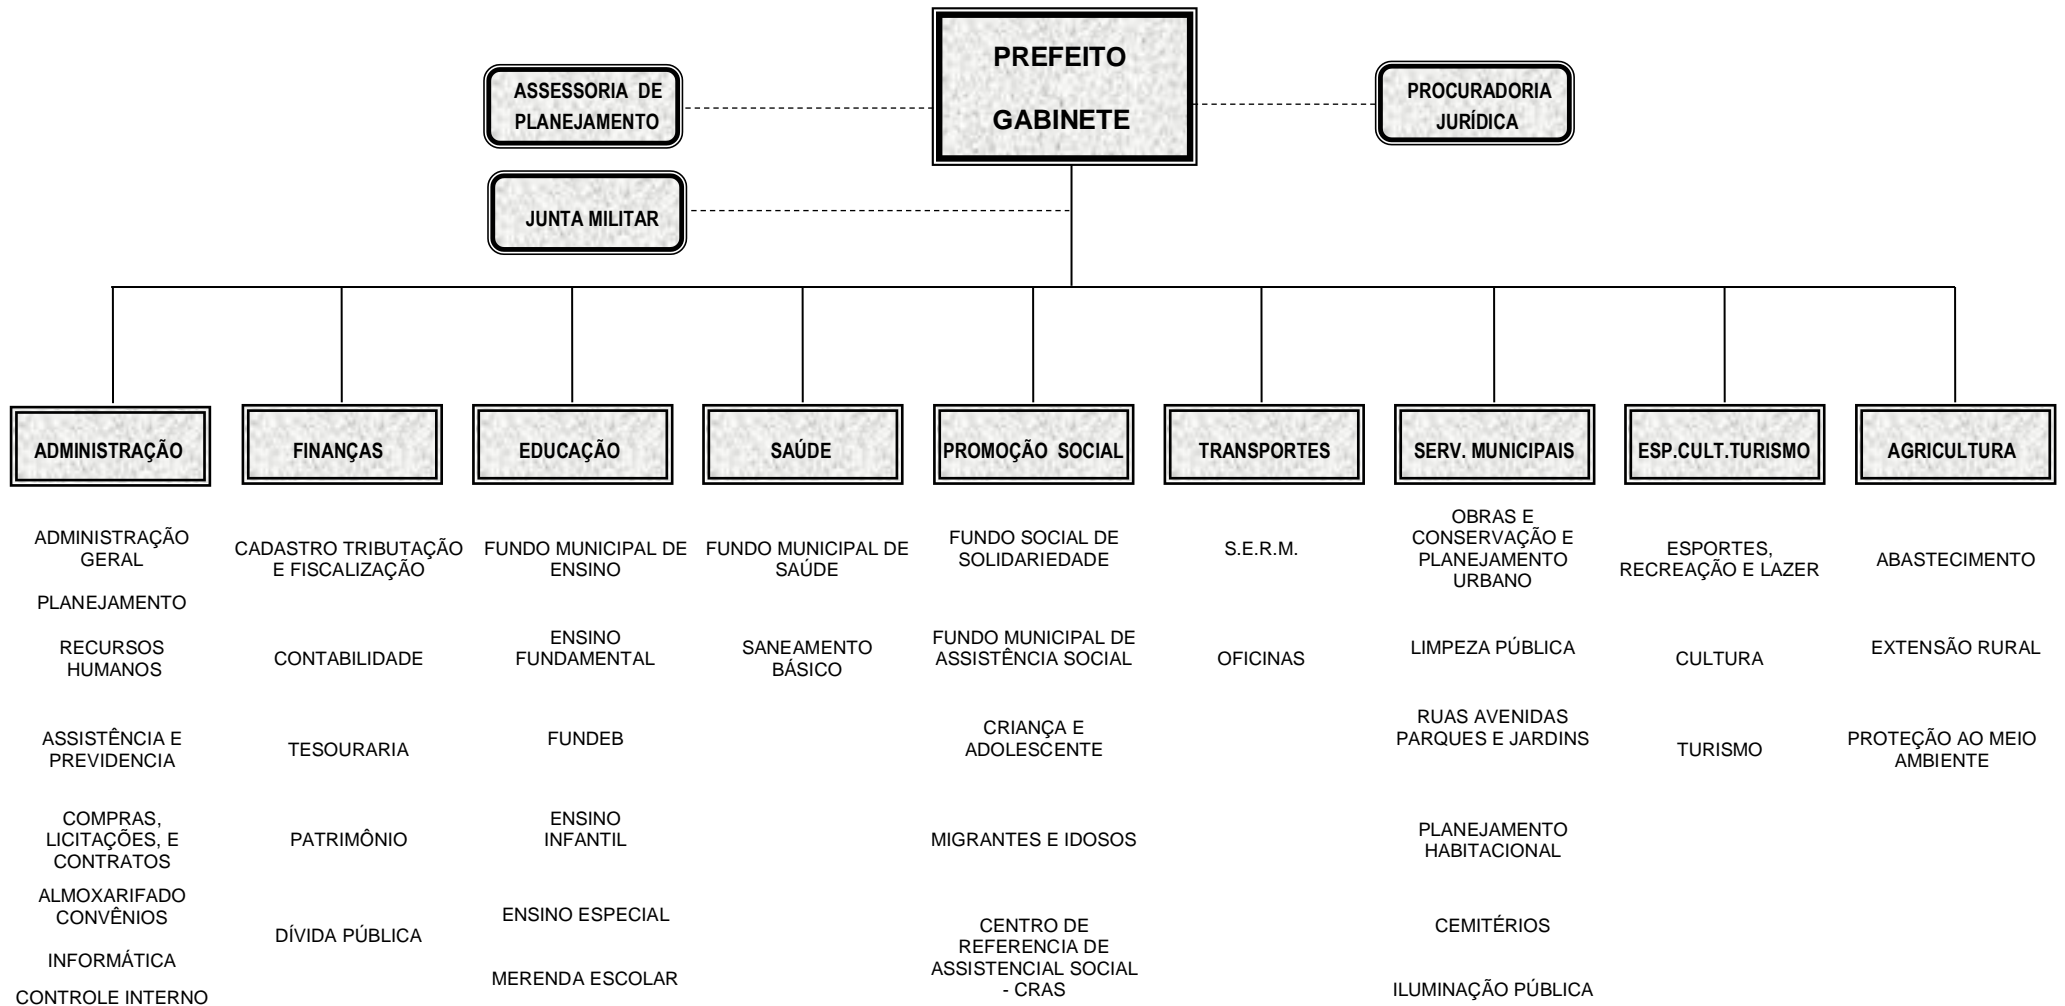 PREFEITO
GABINETE
ASSESSORIA DE
PLANEJAMENTO
PROCURADORIA
JURÍDICA
JUNTA MILITAR
ADMINISTRAÇÃO
FINANÇAS
EDUCAÇÃO
SAÚDE
PROMOÇÃO SOCIAL
TRANSPORTES
SERV. MUNICIPAIS
ESP.CULT.TURISMO
AGRICULTURA
ADMINISTRAÇÃO
GERAL
PLANEJAMENTO
RECURSOS
HUMANOS
ASSISTÊNCIA E
PREVIDENCIA
COMPRAS,
LICITAÇÕES, E
CONTRATOS
ALMOXARIFADO
CONVÊNIOS
INFORMÁTICA
CONTROLE INTERNO
CADASTRO TRIBUTAÇÃO
E FISCALIZAÇÃO
CONTABILIDADE
TESOURARIA
PATRIMÔNIO
DÍVIDA PÚBLICA
FUNDO MUNICIPAL DE
ENSINO
ENSINO
FUNDAMENTAL
FUNDEB
ENSINO
INFANTIL
ENSINO ESPECIAL
MERENDA ESCOLAR
FUNDO MUNICIPAL DE
SAÚDE
SANEAMENTO
BÁSICO
FUNDO SOCIAL DE
SOLIDARIEDADE
FUNDO MUNICIPAL DE
ASSISTÊNCIA SOCIAL
CRIANÇA E
ADOLESCENTE
MIGRANTES E IDOSOS
CENTRO DE
REFERENCIA DE
ASSISTENCIAL SOCIAL
- CRAS
S.E.R.M.
OFICINAS
OBRAS E
CONSERVAÇÃO E
PLANEJAMENTO
URBANO
LIMPEZA PÚBLICA
RUAS AVENIDAS
PARQUES E JARDINS
PLANEJAMENTO
HABITACIONAL
CEMITÉRIOS
ILUMINAÇÃO PÚBLICA
ESPORTES,
RECREAÇÃO E LAZER
CULTURA
TURISMO
ABASTECIMENTO
EXTENSÃO RURAL
PROTEÇÃO AO MEIO
AMBIENTE